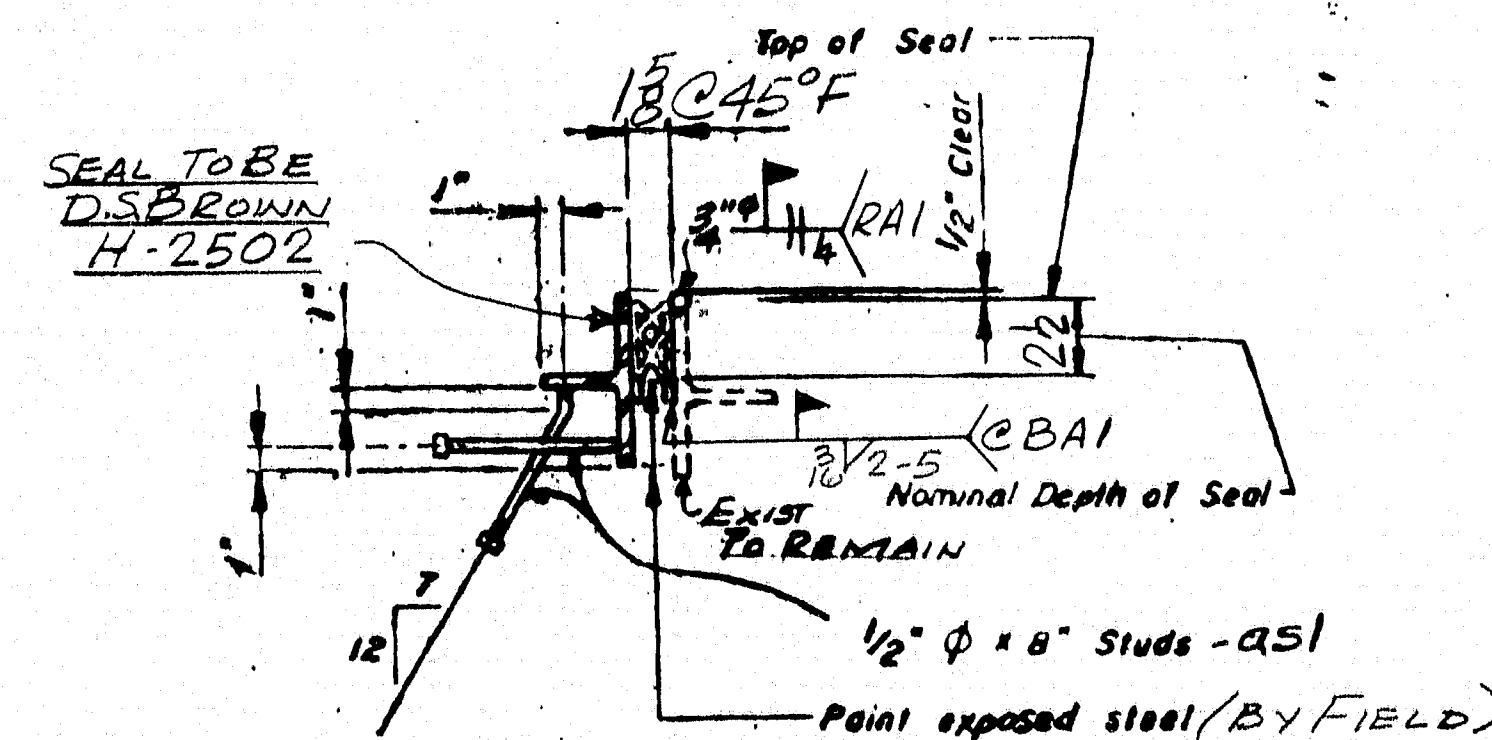 Top of Seal
1 5/8 @ 45°F
SEAL TO BE
D.S.BROWN
H-2502
1"
3/4"ϕ
4
RA1
1/2" Clear
1"
2 1/2
3/16 2-5
@ BA1
Nominal Depth of Seal
EXIST
TO REMAIN
1"
7
12
1/2" ϕ x 8" Studs - QS1
Paint exposed steel (BY FIELD)